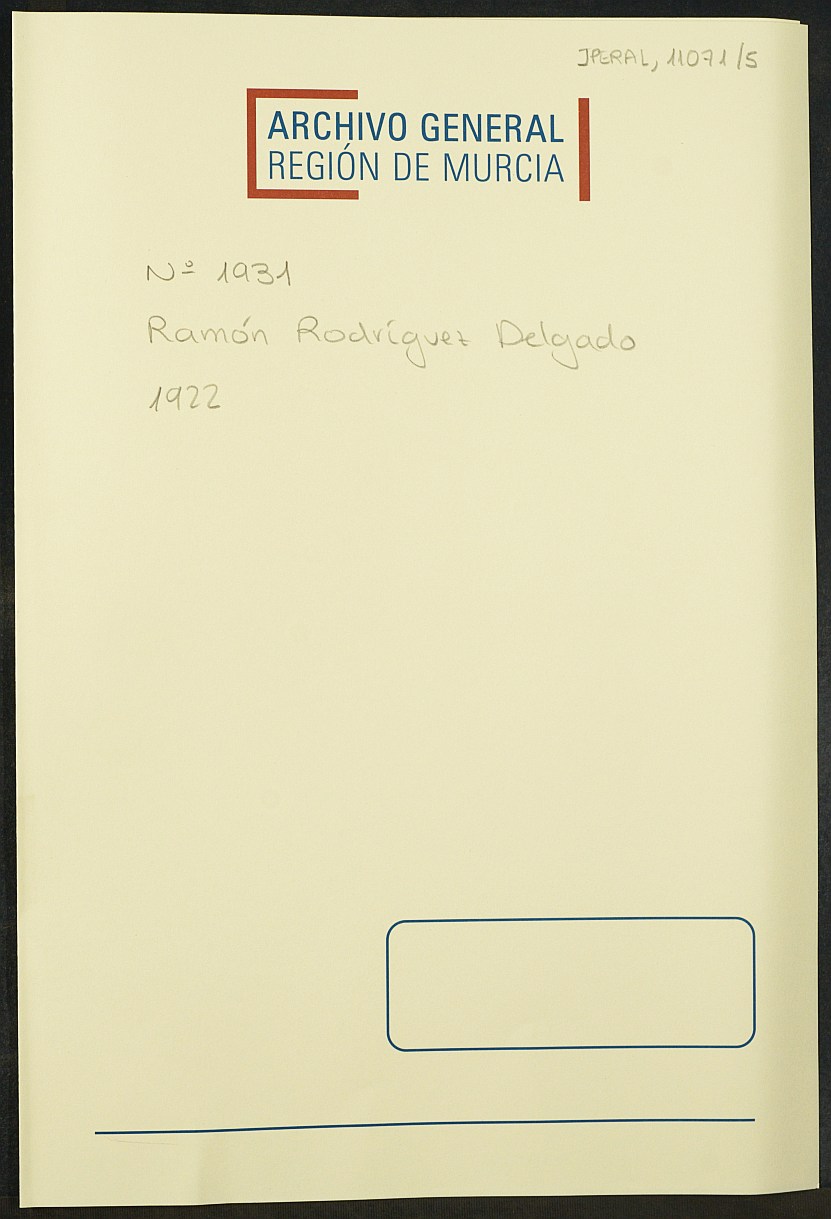 JPERAL, 11071/5
ARCHIVO GENERAL
REGIÓN DE MURCIA
Nº 1931
Ramón Rodríguez Delgado
1922